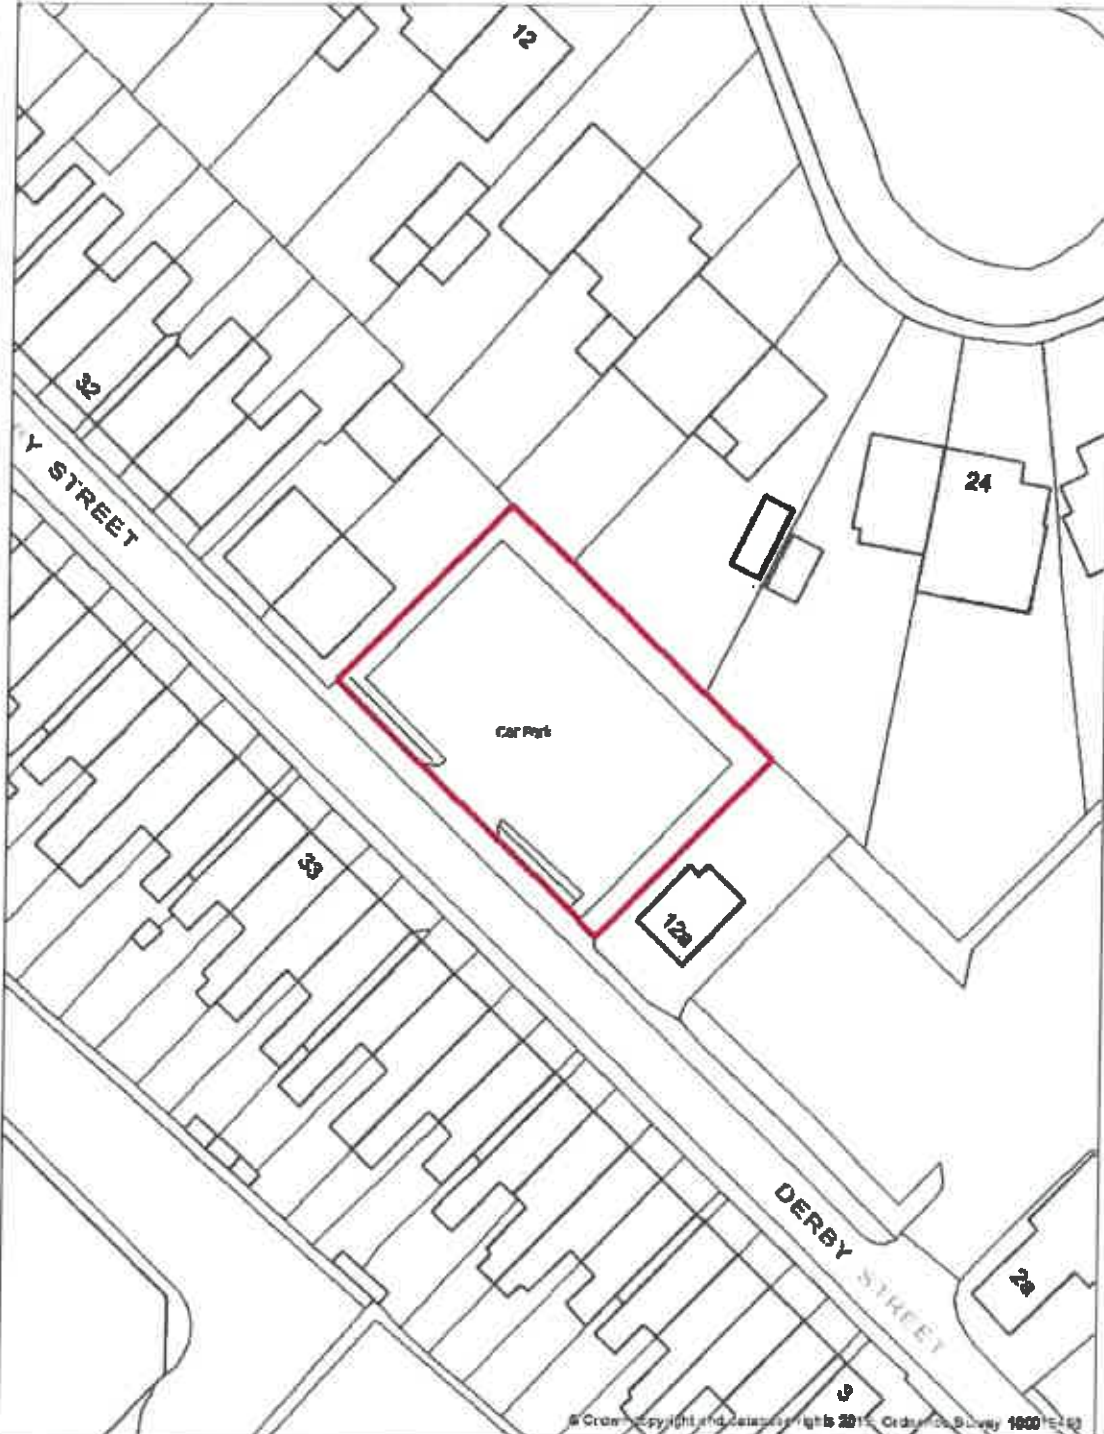 12
32
Y STREET
24
Car Park
33
12a
DERBY STREET
2a
9
© Crown copyright and database rights 2015. Ordnance Survey